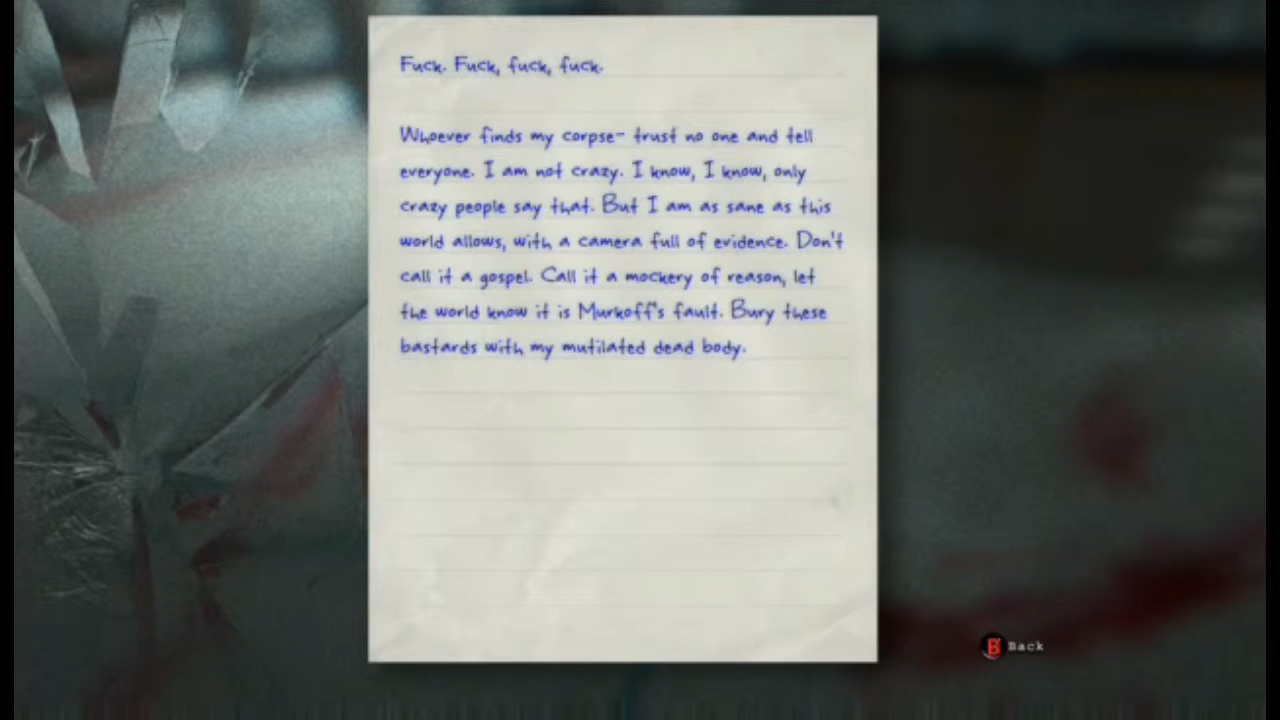 Fuck. Fuck, fuck, fuck.
Whoever finds my corpse- trust no one and tell
everyone. I am not crazy. I know, I know, only
crazy people say that. But I am as sane as this
world allows, with a camera full of evidence. Don't
call it a gospel. Call it a mockery of reason, let
the world know it is Murkoff's fault. Bury these
bastards with my mutilated dead body.
B Back